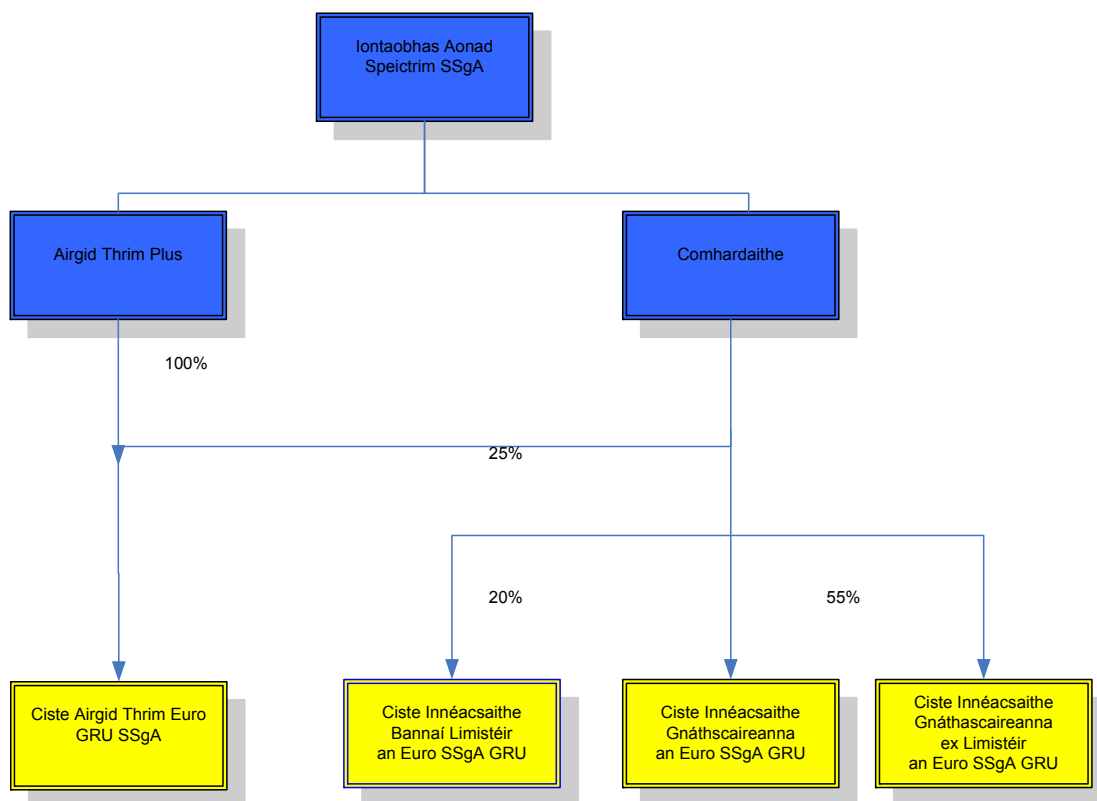 Iontaobhas Aonad
Speictrim SSgA
Airgid Thrim Plus
Comhardaithe
100%
25%
20%
55%
Ciste Airgid Thrim Euro
GRU SSgA
Ciste Innéacsaithe
Bannaí Limistéir
an Euro SSgA GRU
Ciste Innéacsaithe
Gnáthscaireanna
an Euro SSgA GRU
Ciste Innéacsaithe
Gnáthascaireanna
ex Limistéir
an Euro SSgA GRU